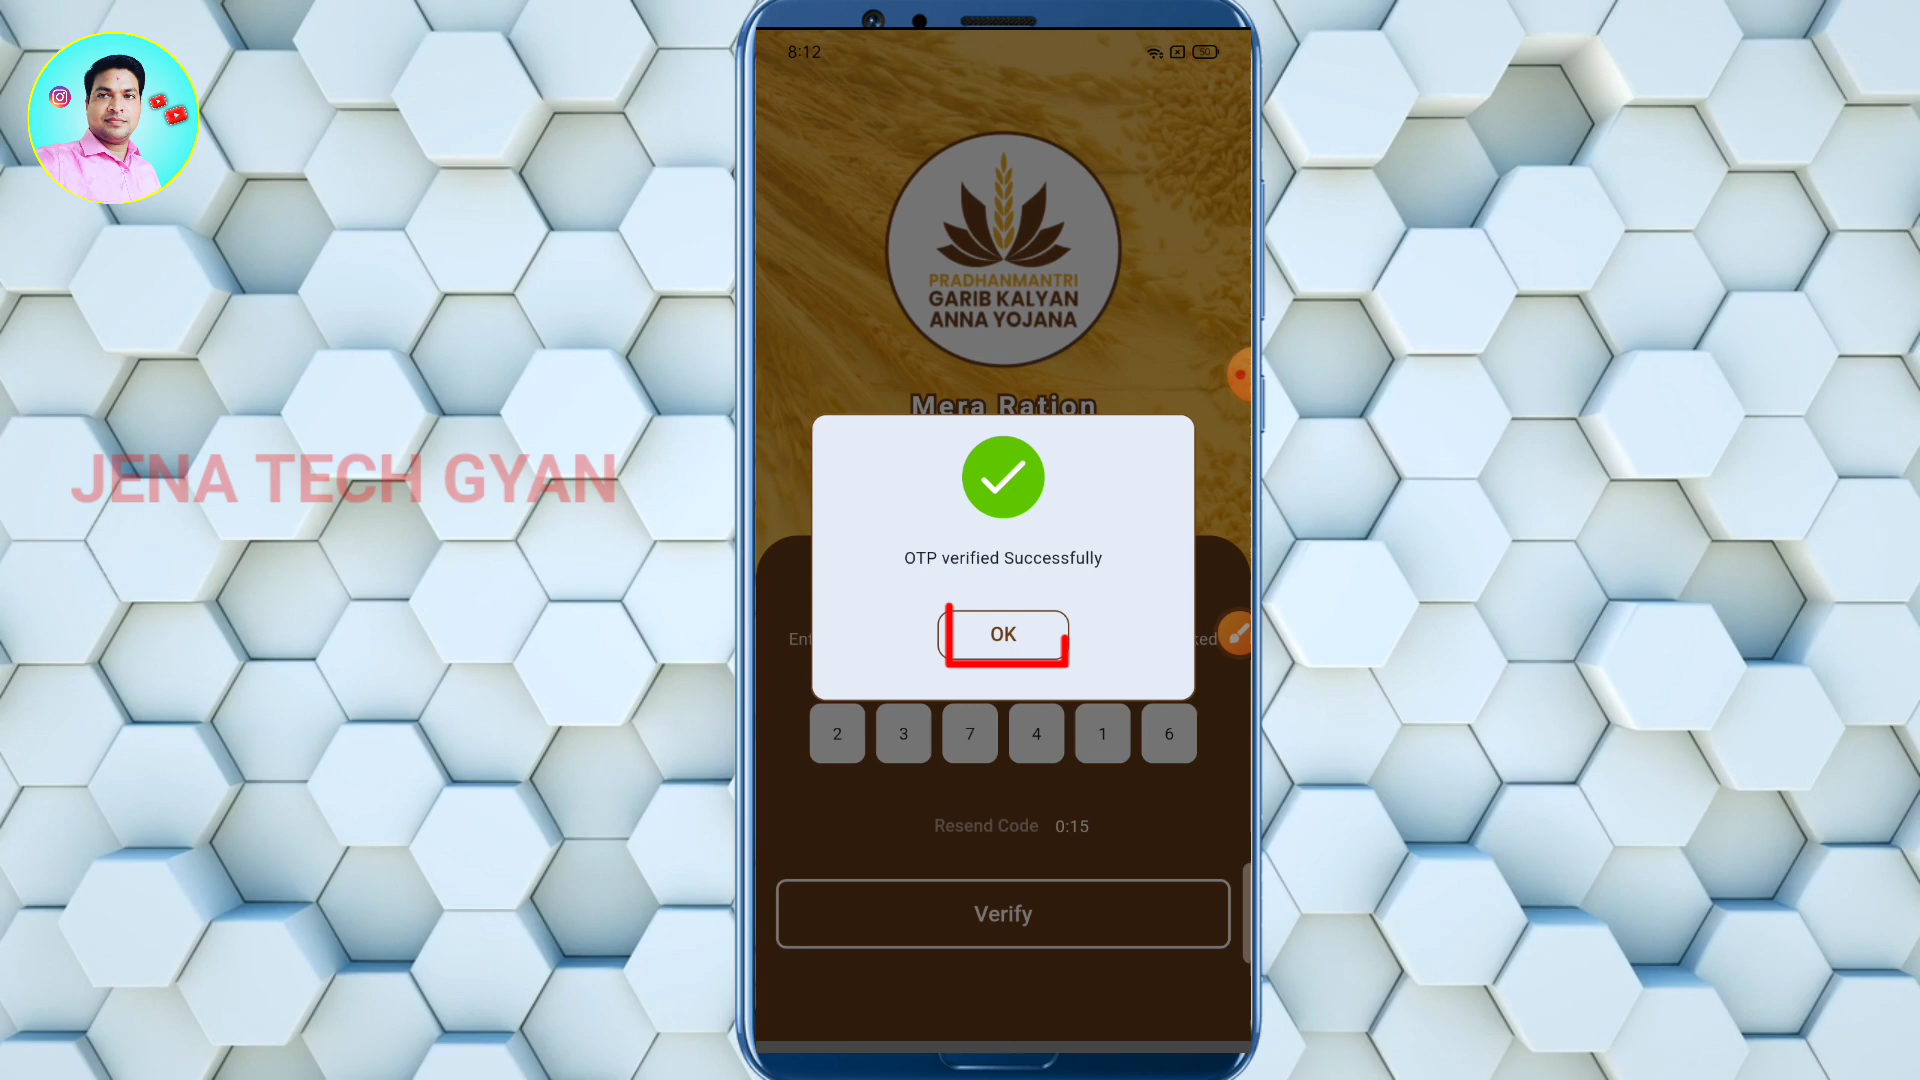 8:12
50
PRADHANMANTRI
GARIB KALYAN
ANNA YOJANA
Mera Ration
JENA TECH GYAN
OTP verified Successfully
OK
2 3 7 4 1 6
Resend Code 0:15
Verify